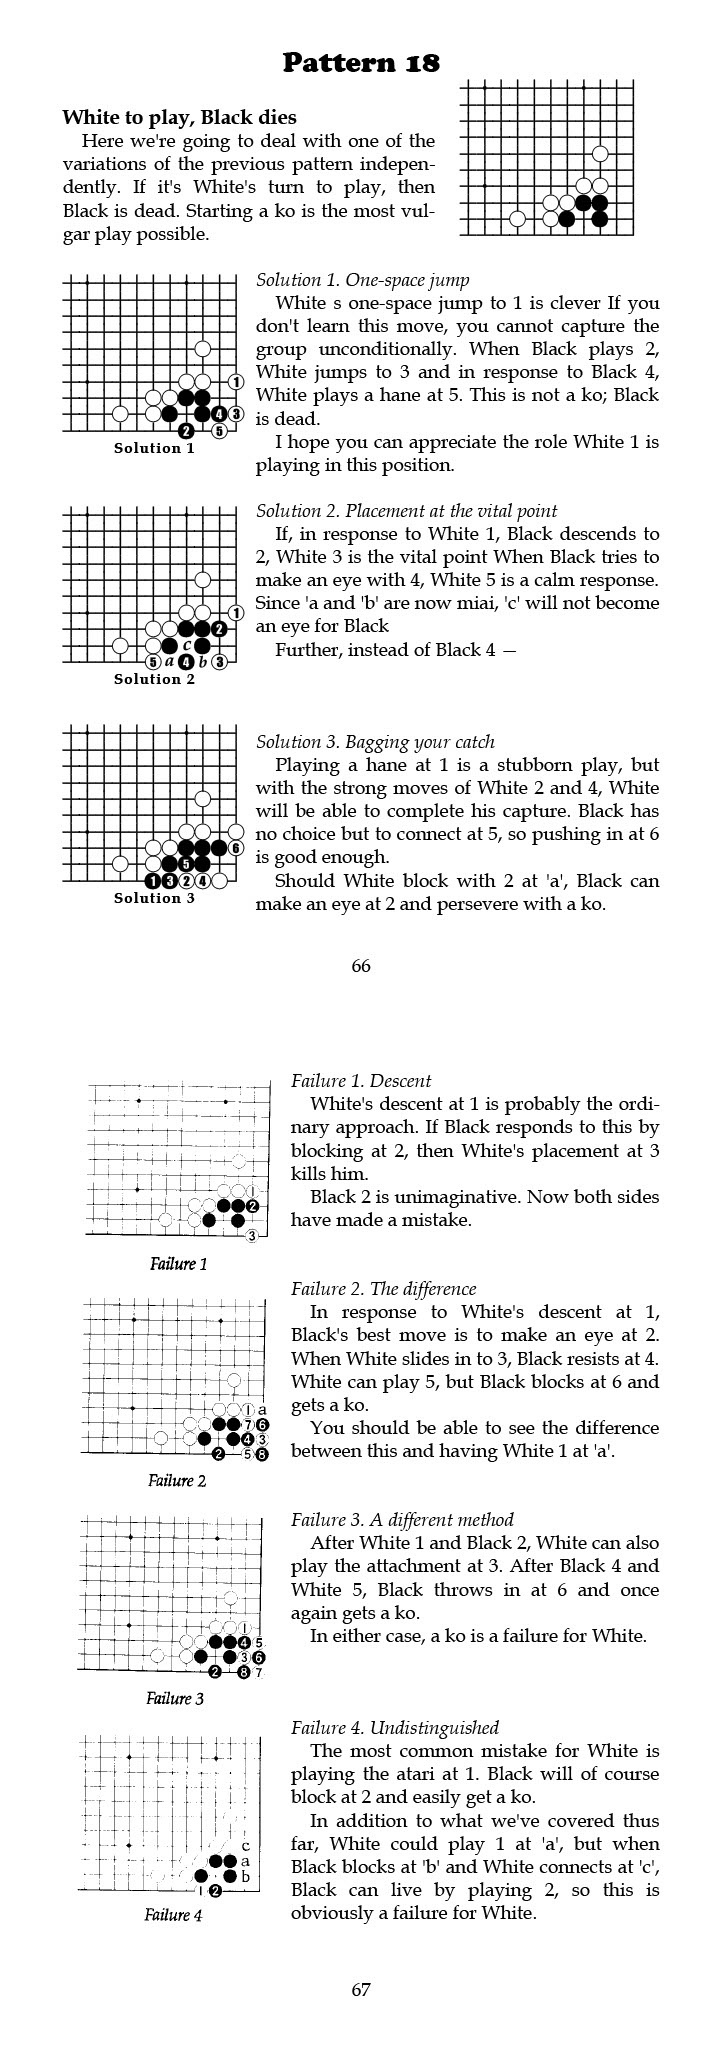 Pattern 18
White to play, Black dies
Here we're going to deal with one of the
variations of the previous pattern indepen-
dently. If it's White's turn to play, then
Black is dead. Starting a ko is the most vul-
gar play possible.
1
4 3
2 5
Solution 1
Solution 1. One-space jump
White s one-space jump to 1 is clever If you
don't learn this move, you cannot capture the
group unconditionally. When Black plays 2,
White jumps to 3 and in response to Black 4,
White plays a hane at 5. This is not a ko; Black
is dead.
I hope you can appreciate the role White 1 is
playing in this position.
1
2
c
5 a 4 b 3
Solution 2
Solution 2. Placement at the vital point
If, in response to White 1, Black descends to
2, White 3 is the vital point When Black tries to
make an eye with 4, White 5 is a calm response.
Since 'a and 'b' are now miai, 'c' will not become
an eye for Black
Further, instead of Black 4 —
6
5
1 3 2 4
Solution 3
Solution 3. Bagging your catch
Playing a hane at 1 is a stubborn play, but
with the strong moves of White 2 and 4, White
will be able to complete his capture. Black has
no choice but to connect at 5, so pushing in at 6
is good enough.
Should White block with 2 at 'a', Black can
make an eye at 2 and persevere with a ko.
66
1
2
3
Failure 1
Failure 1. Descent
White's descent at 1 is probably the ordi-
nary approach. If Black responds to this by
blocking at 2, then White's placement at 3
kills him.
Black 2 is unimaginative. Now both sides
have made a mistake.
1 a
7 6
4 3
2 5 8
Failure 2
Failure 2. The difference
In response to White's descent at 1,
Black's best move is to make an eye at 2.
When White slides in to 3, Black resists at 4.
White can play 5, but Black blocks at 6 and
gets a ko.
You should be able to see the difference
between this and having White 1 at 'a'.
1
4 5
3 6
2 8 7
Failure 3
Failure 3. A different method
After White 1 and Black 2, White can also
play the attachment at 3. After Black 4 and
White 5, Black throws in at 6 and once
again gets a ko.
In either case, a ko is a failure for White.
c
a
b
1 2
Failure 4
Failure 4. Undistinguished
The most common mistake for White is
playing the atari at 1. Black will of course
block at 2 and easily get a ko.
In addition to what we've covered thus
far, White could play 1 at 'a', but when
Black blocks at 'b' and White connects at 'c',
Black can live by playing 2, so this is
obviously a failure for White.
67